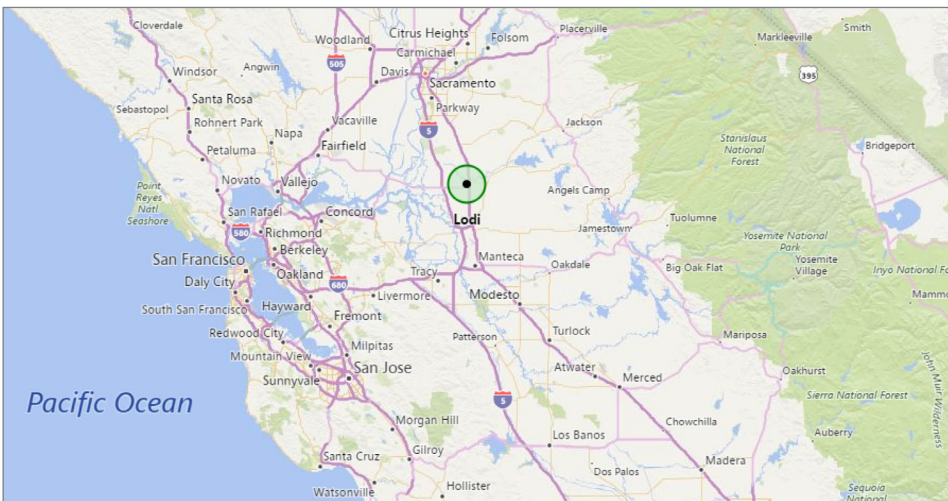 Cloverdale
Smith
Placerville
Citrus Heights
Woodland
Folsom
Markleeville
Carmichael
505
Angwin
Davis
Windsor
395
Sacramento
Santa Rosa
Sebastopol
Parkway
Rohnert Park
Vacaville
Jackson
Napa
5
Stanislaus
National
Forest
Fairfield
Petaluma
Bridgeport
Novato
Vallejo
Angels Camp
Point
Reyes
Natl
Seashore
San Rafael
Concord
Lodi
Tuolumne
580
Richmond
Jamestown
Yosemite National
Park
Berkeley
San Francisco
Manteca
Oakdale
Big Oak Flat
Yosemite
Village
Oakland
Tracy
Inyo National Fo
Daly City
680
Hayward
Livermore
Modesto
Mammo
South San Francisco
Fremont
Redwood City
Patterson
Turlock
Mariposa
Milpitas
Mountain View
San Jose
Atwater
Sunnyvale
Merced
Oakhurst
John Muir Wilderness
Pacific Ocean
5
Sierra National Forest
Morgan Hill
Chowchilla
Los Banos
Auberry
Santa Cruz
Gilroy
Dos Palos
Madera
Watsonville
Hollister
Sequoia
National